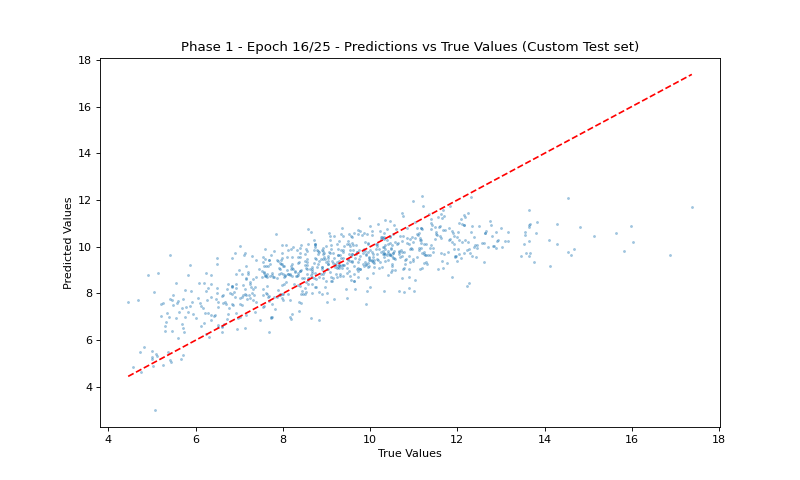 Phase 1 - Epoch 16/25 - Predictions vs True Values (Custom Test set)
18
16
14
12
10
8
6
4
Predicted Values
4 6 8 10 12 14 16 18
True Values